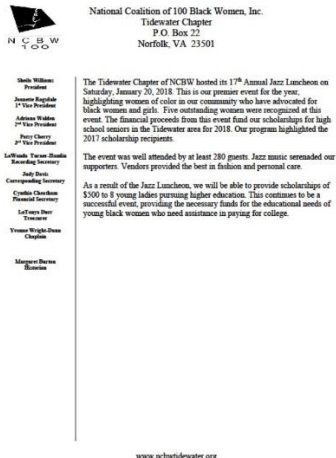 National Coalition of 100 Black Women, Inc.
Tidewater Chapter
P.O. Box 22
Norfolk, VA 23501
N C B W
1 0 0
Sheila Williams
President
Jeannette Ragsdale
1st Vice President
Adriana Walden
2nd Vice President
Patty Cherry
3rd Vice President
Recording Secretary
Judy Davis
Corresponding Secretary
Cynthia Cheatham
Financial Secretary
LaTonya Darr
Treasurer
Yvonne Wright-Dunn
Chaplain
Margaret Barton
Historian
The Tidewater Chapter of NCBW hosted its 17th Annual Jazz Luncheon on
Saturday, January 20, 2018. This is our premier event for the year,
highlighting women of color in our community who have advocated for
black women and girls. Five outstanding women were recognized at this
event. The financial proceeds from this event fund our scholarships for high
school seniors in the Tidewater area for 2018. Our program highlighted the
2017 scholarship recipients.
The event was well attended by at least 280 guests. Jazz music serenaded our
supporters. Vendors provided the best in fashion and personal care.
As a result of the Jazz Luncheon, we will be able to provide scholarships of
$500 to 8 young ladies pursuing higher education. This continues to be a
successful event, providing the necessary funds for the educational needs of
young black women who need assistance in paying for college.
www.ncbwtidewater.org